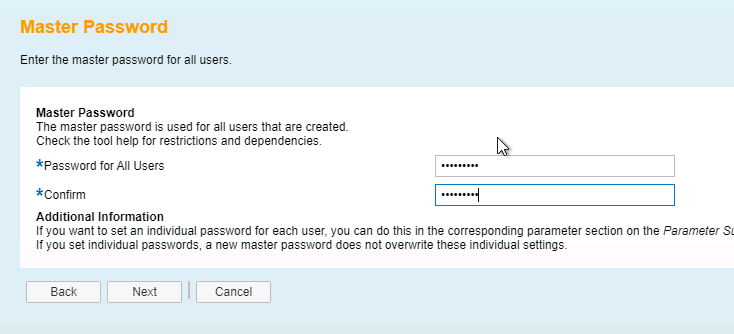 Master Password
Enter the master password for all users.
Master Password
The master password is used for all users that are created.
Check the tool help for restrictions and dependencies.
*Password for All Users •••••••••
*Confirm •••••••••
Additional Information
If you want to set an individual password for each user, you can do this in the corresponding parameter section on the Parameter
If you set individual passwords, a new master password does not overwrite these individual settings.
Back Next Cancel